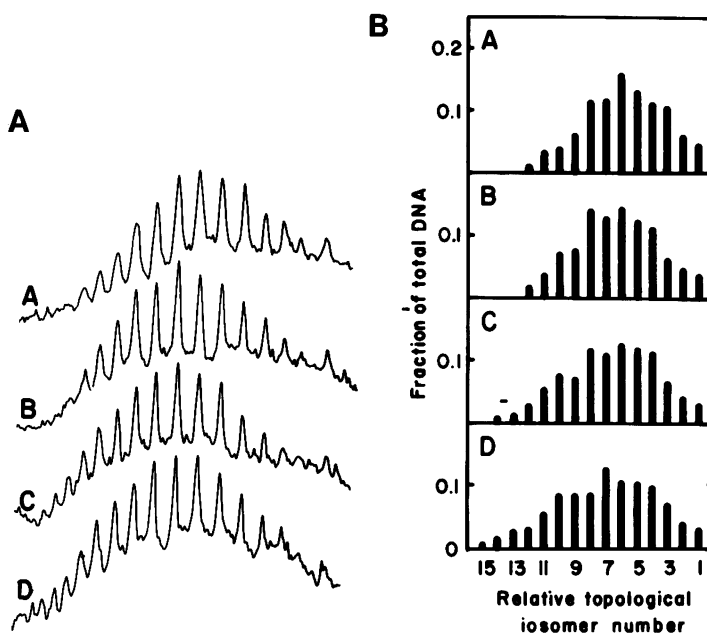 A
A
B
C
D
B
Fraction of total DNA
0.2
0.1
A
0.1
B
0.1
C
0.1
0
D
15 13 11 9 7 5 3 1
Relative topological
iosomer number